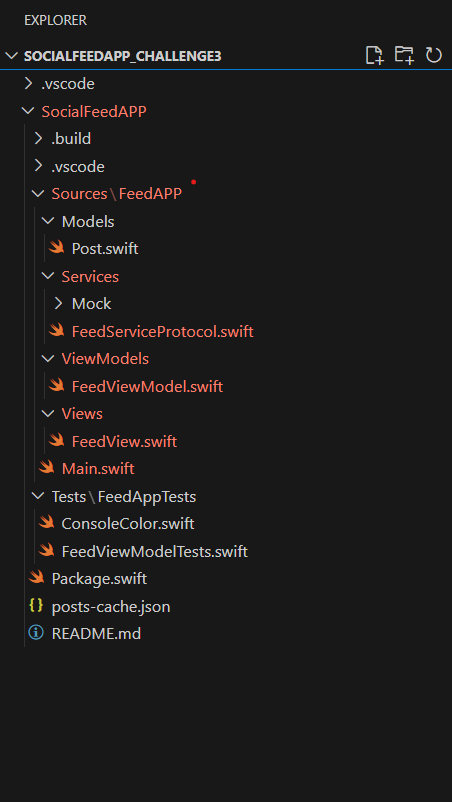 EXPLORER
SOCIALFEEDAPP_CHALLENGE3
.vscode
SocialFeedAPP
.build
.vscode
Sources\FeedAPP
Models
Post.swift
Services
Mock
FeedServiceProtocol.swift
ViewModels
FeedViewModel.swift
Views
FeedView.swift
Main.swift
Tests\FeedAppTests
ConsoleColor.swift
FeedViewModelTests.swift
Package.swift
{} posts-cache.json
README.md